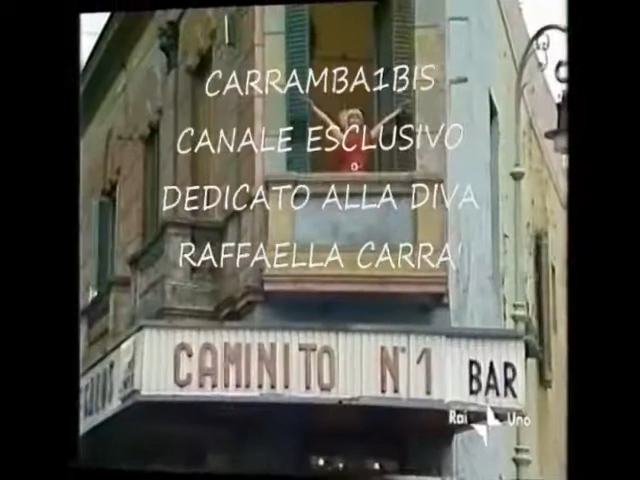 CARRAMBA1BIS
CANALE ESCLUSIVO
DEDICATO ALLA DIVA
RAFFAELLA CARRA'
CAMINITO N°1 BAR
Rai Uno